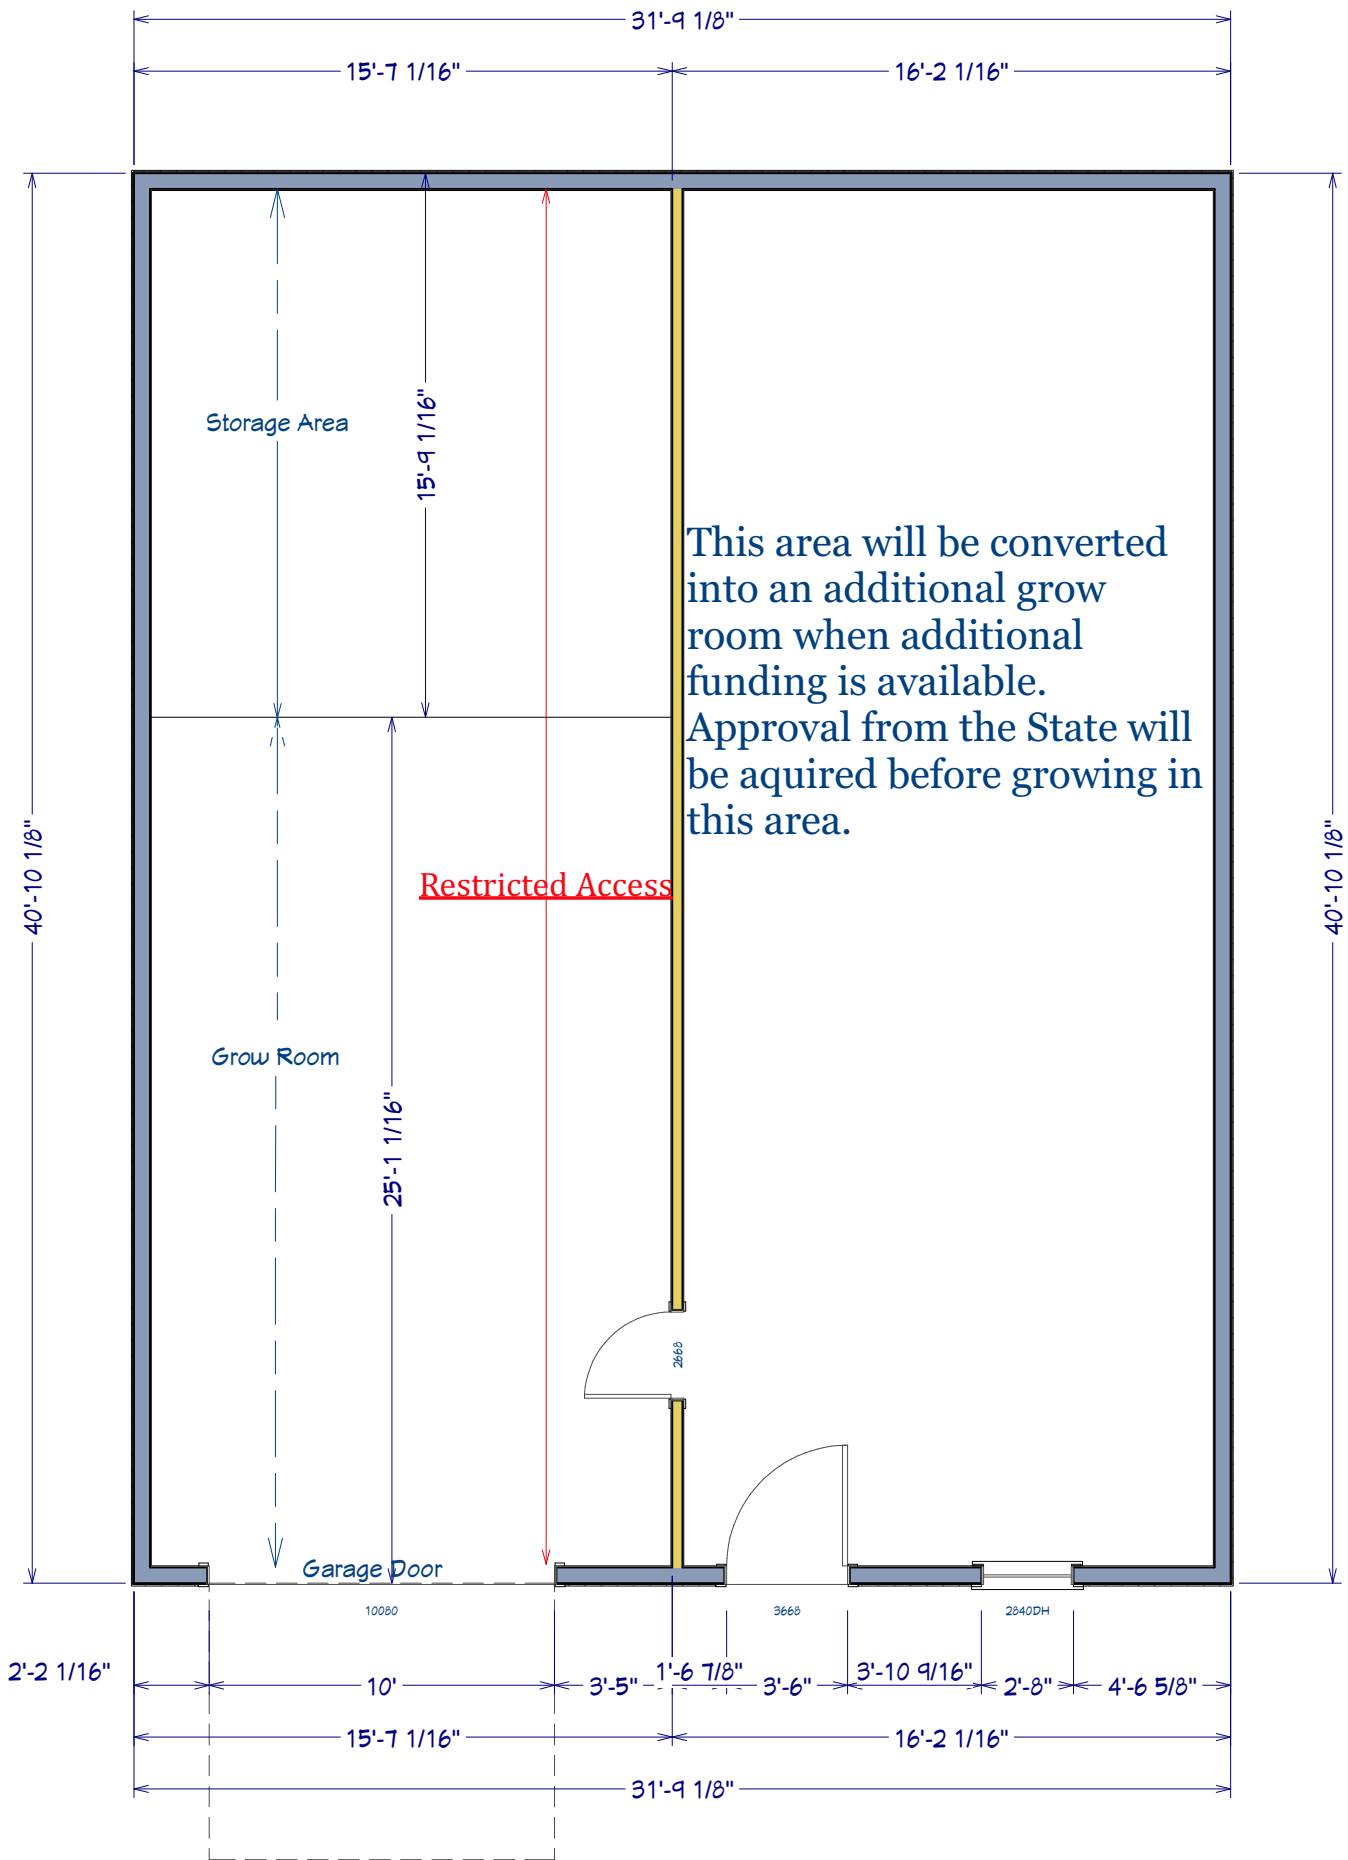 31'-9 1/8"
15'-7 1/16"
16'-2 1/16"
Storage Area
15'-9 1/16"
This area will be converted
into an additional grow
room when additional
funding is available.
Approval from the State will
be aquired before growing in
this area.
40'-10 1/8"
40'-10 1/8"
Restricted Access
Grow Room
25'-1 1/16"
2668
Garage Door
10080
3668
2840DH
2'-2 1/16"
10'
3'-5"
1'-6 7/8"
3'-6"
3'-10 9/16"
2'-8"
4'-6 5/8"
15'-7 1/16"
16'-2 1/16"
31'-9 1/8"